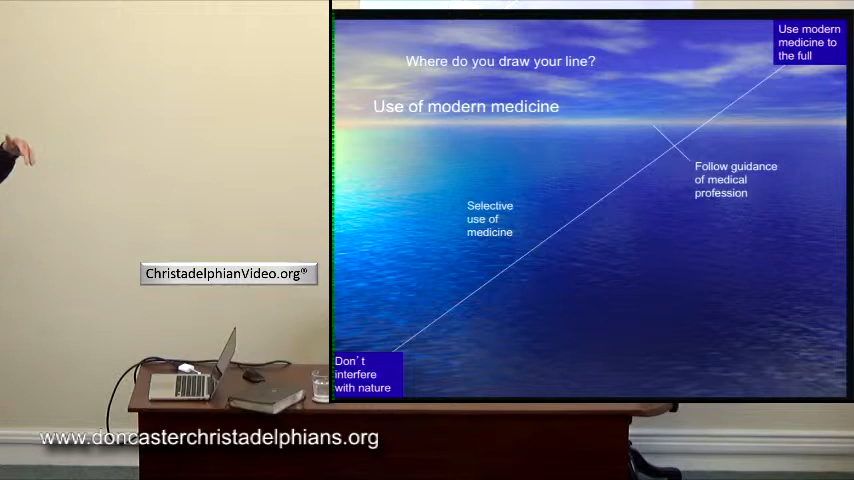 Use modern
medicine to
the full
Where do you draw your line?
Use of modern medicine
Follow guidance
of medical
profession
Selective
use of
medicine
ChristadelphianVideo.org®
Don't
interfere
with nature
www.doncasterchristadelphians.org